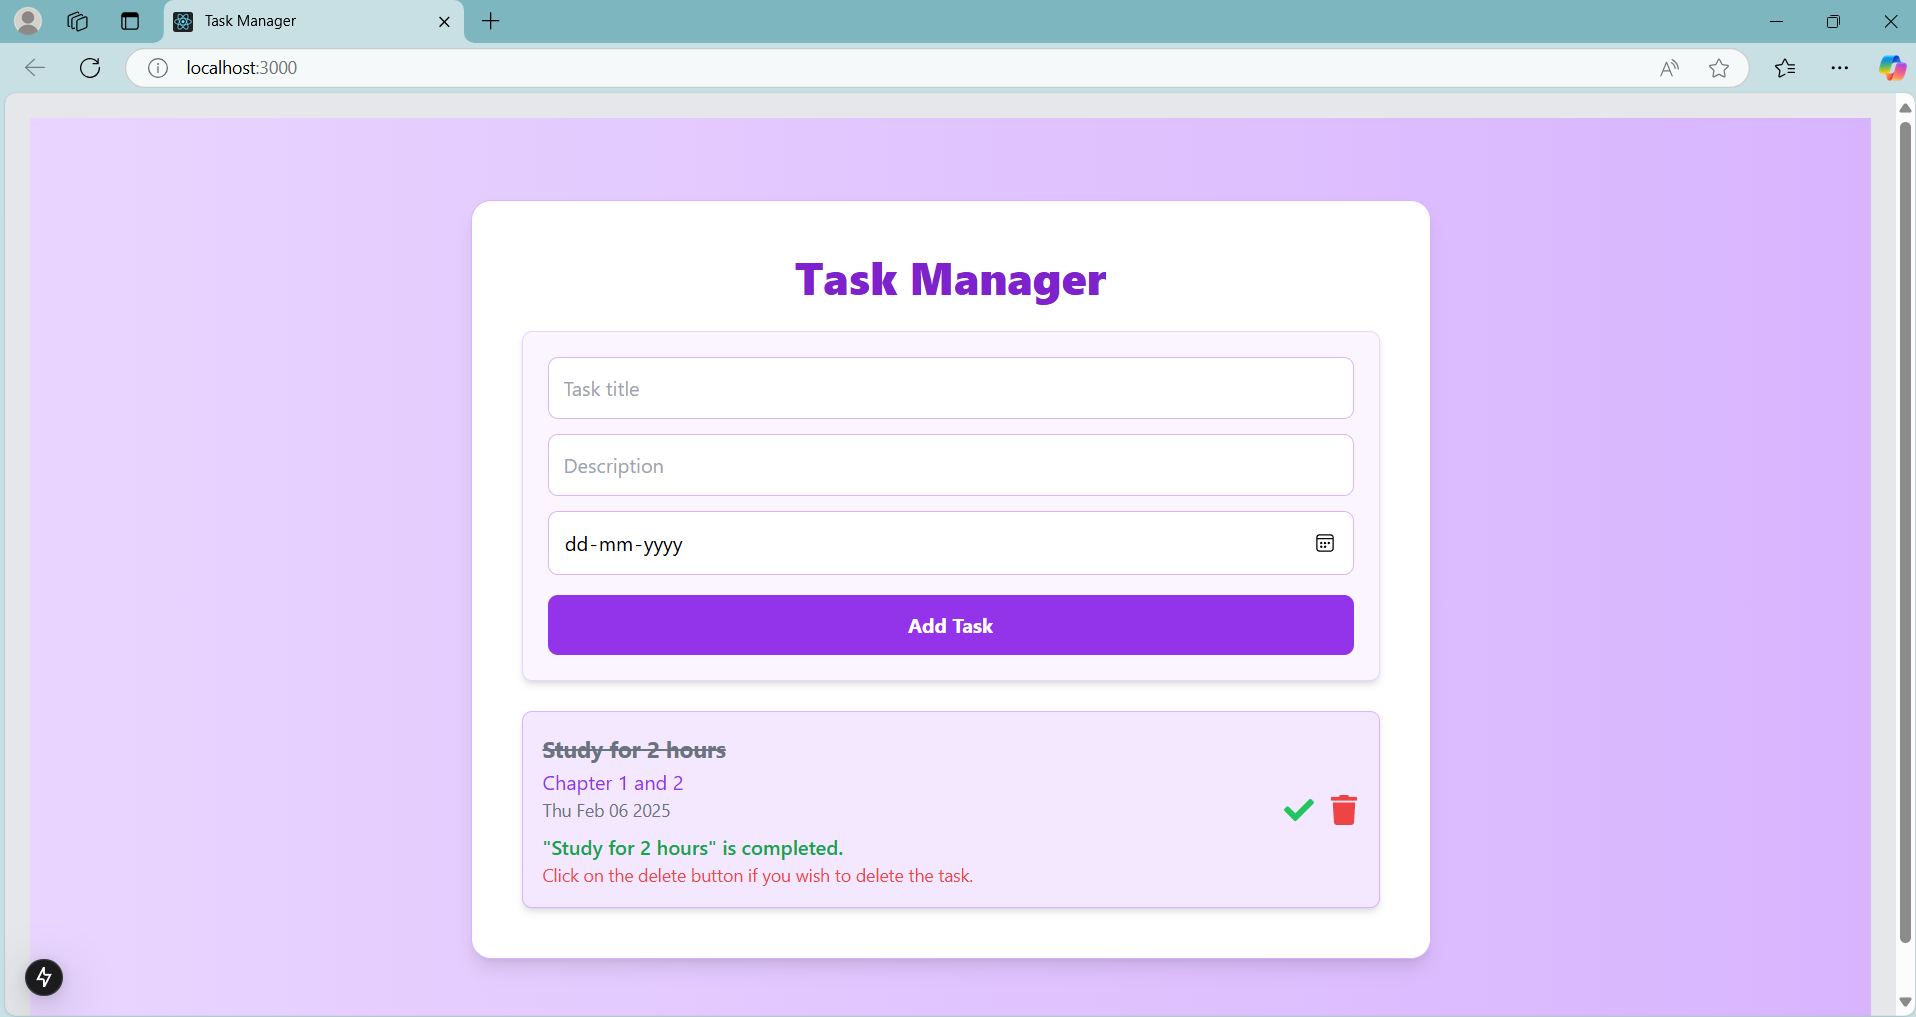 Task Manager
localhost:3000
Task Manager
Task title
Description
dd-mm-yyyy
Add Task
Study for 2 hours
Chapter 1 and 2
Thu Feb 06 2025
"Study for 2 hours" is completed.
Click on the delete button if you wish to delete the task.